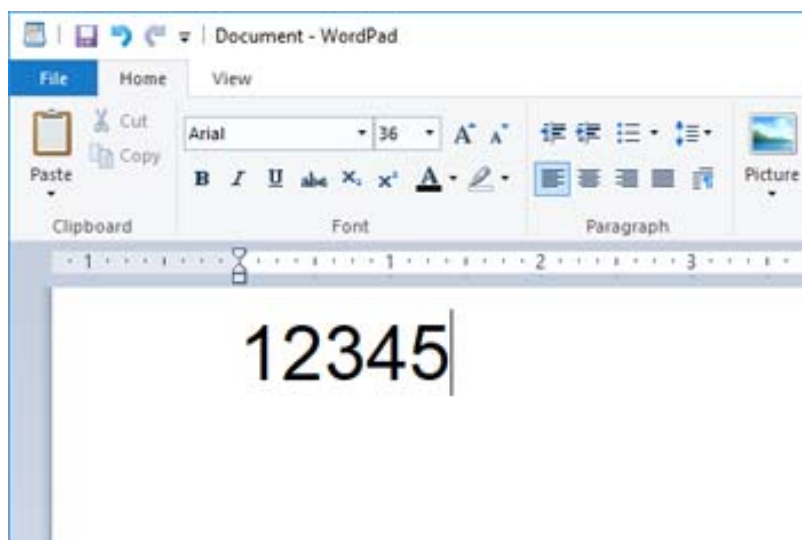 Document - WordPad
File Home View
Paste
Cut
Copy
Clipboard
Arial 36 A A
B I U abc X₂ X² A
Font
Paragraph
Picture
1 1 2 3
12345